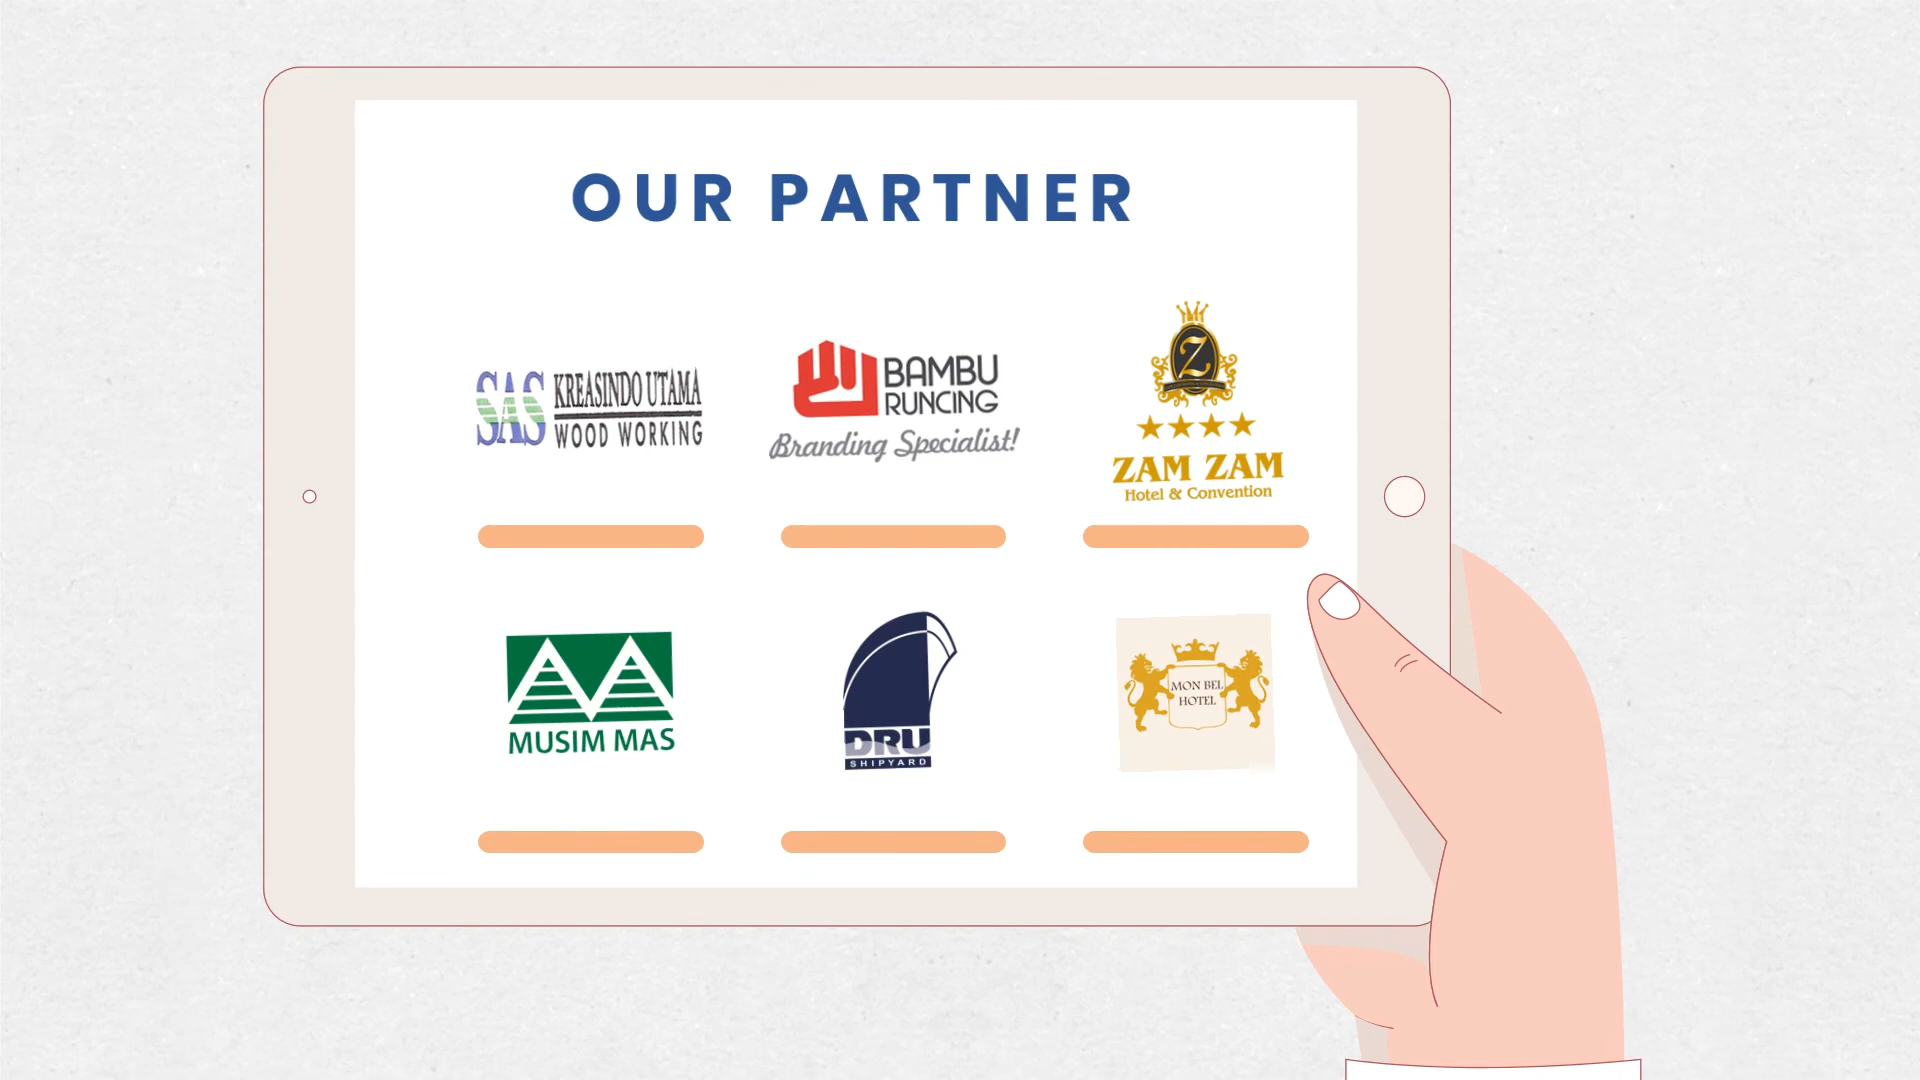 OUR PARTNER
SAS KREASINDO UTAMA
WOOD WORKING
BAMBU
RUNCING
Branding Specialist!
Z
ZAM ZAM
Hotel & Convention
MUSIM MAS
DRU
SHIPYARD
MON BEL
HOTEL